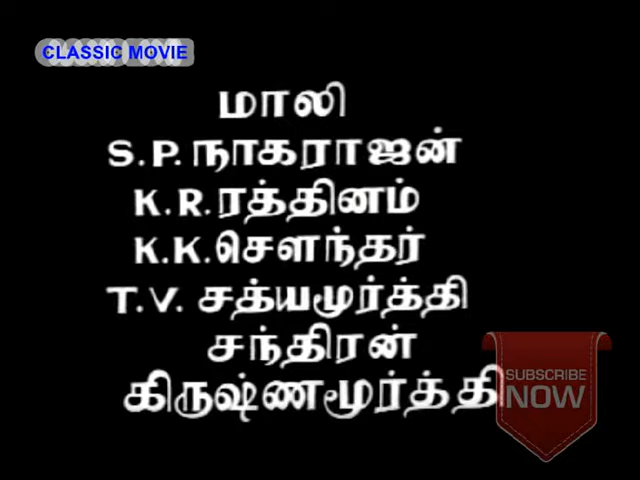 CLASSIC MOVIE
மாலி
S.P. நாகராஜன்
K.R. ரத்தினம்
K.K. சௌந்தர்
T.V. சத்யமூர்த்தி
சந்திரன்
கிருஷ்ணமூர்த்தி
SUBSCRIBE
NOW